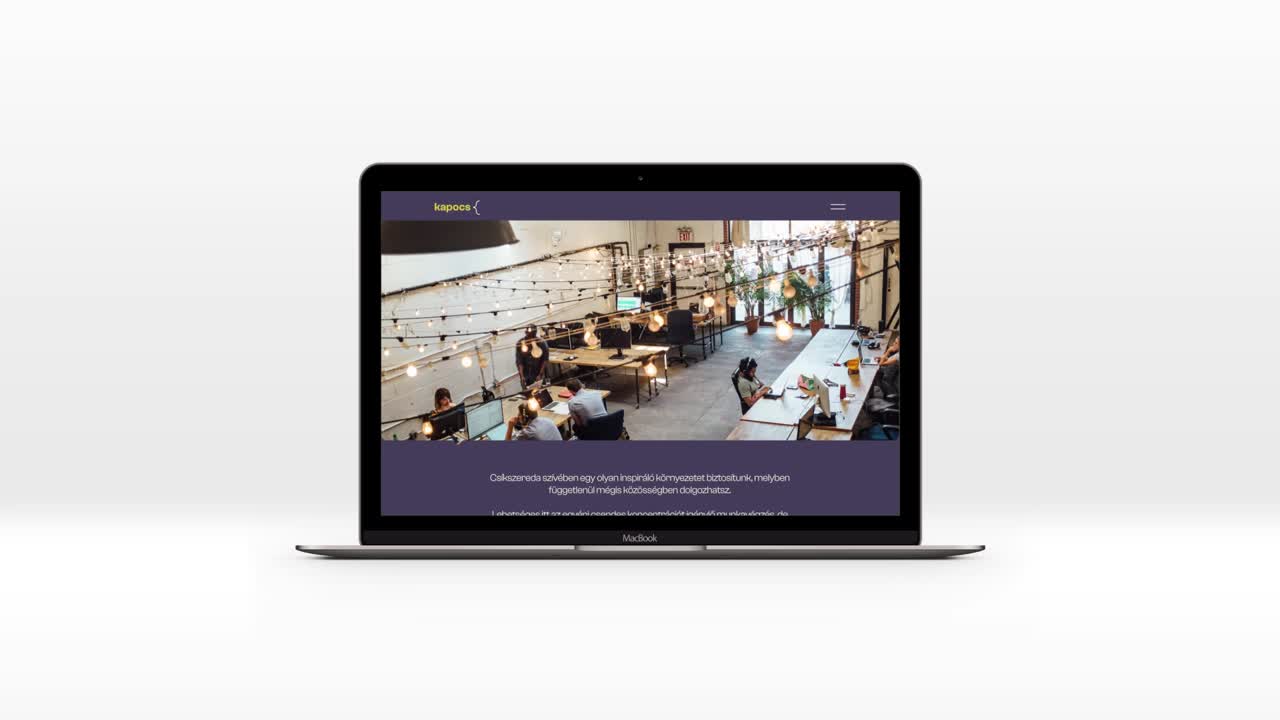 kapocs
EXIT
Csíkszereda szívében egy olyan inspiráló környezetet biztosítunk, melyben
függetlenül mégis közösségben dolgozhatsz.
Lehetséges itt az egyéni csendes koncentrációt igénylő munkavégzés, de
MacBook